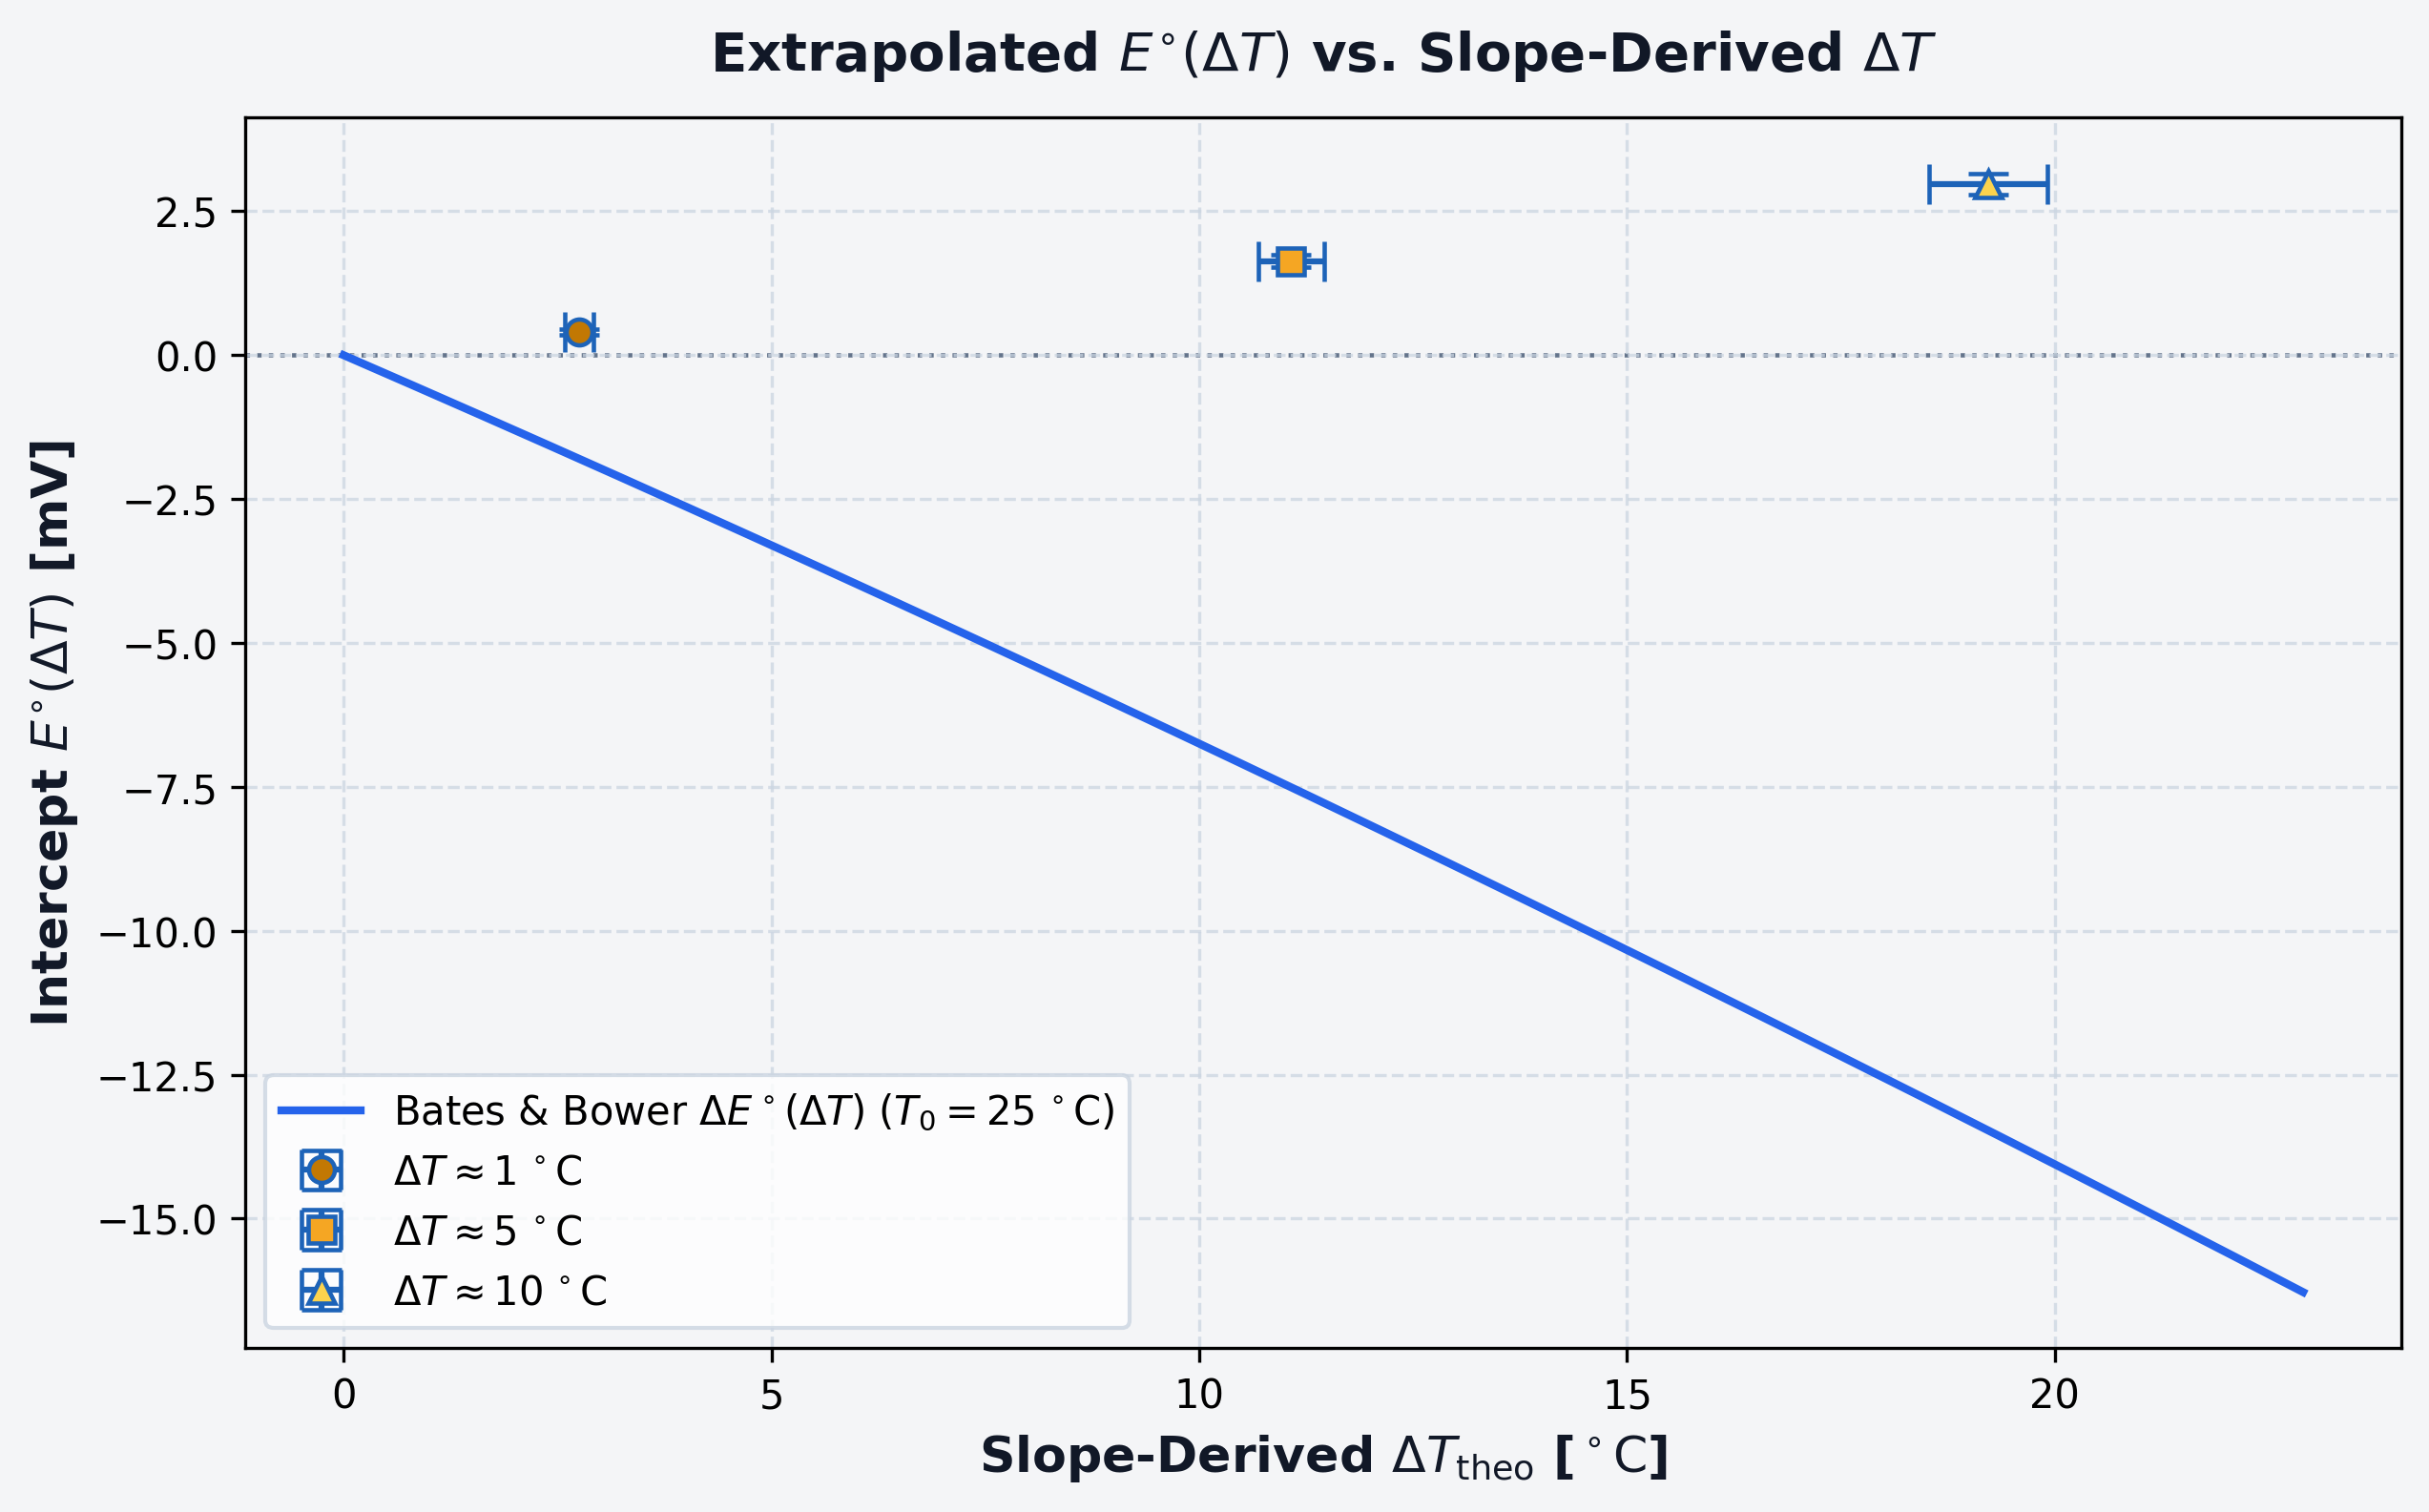 Extrapolated E°(ΔT) vs. Slope-Derived ΔT
Intercept E°(ΔT) [mV]
2.5
0.0
−2.5
−5.0
−7.5
−10.0
−12.5
−15.0
Bates & Bower ΔE°(ΔT) (T₀ = 25 °C)
ΔT ≈ 1 °C
ΔT ≈ 5 °C
ΔT ≈ 10 °C
0 5 10 15 20
Slope-Derived ΔT_theo [°C]